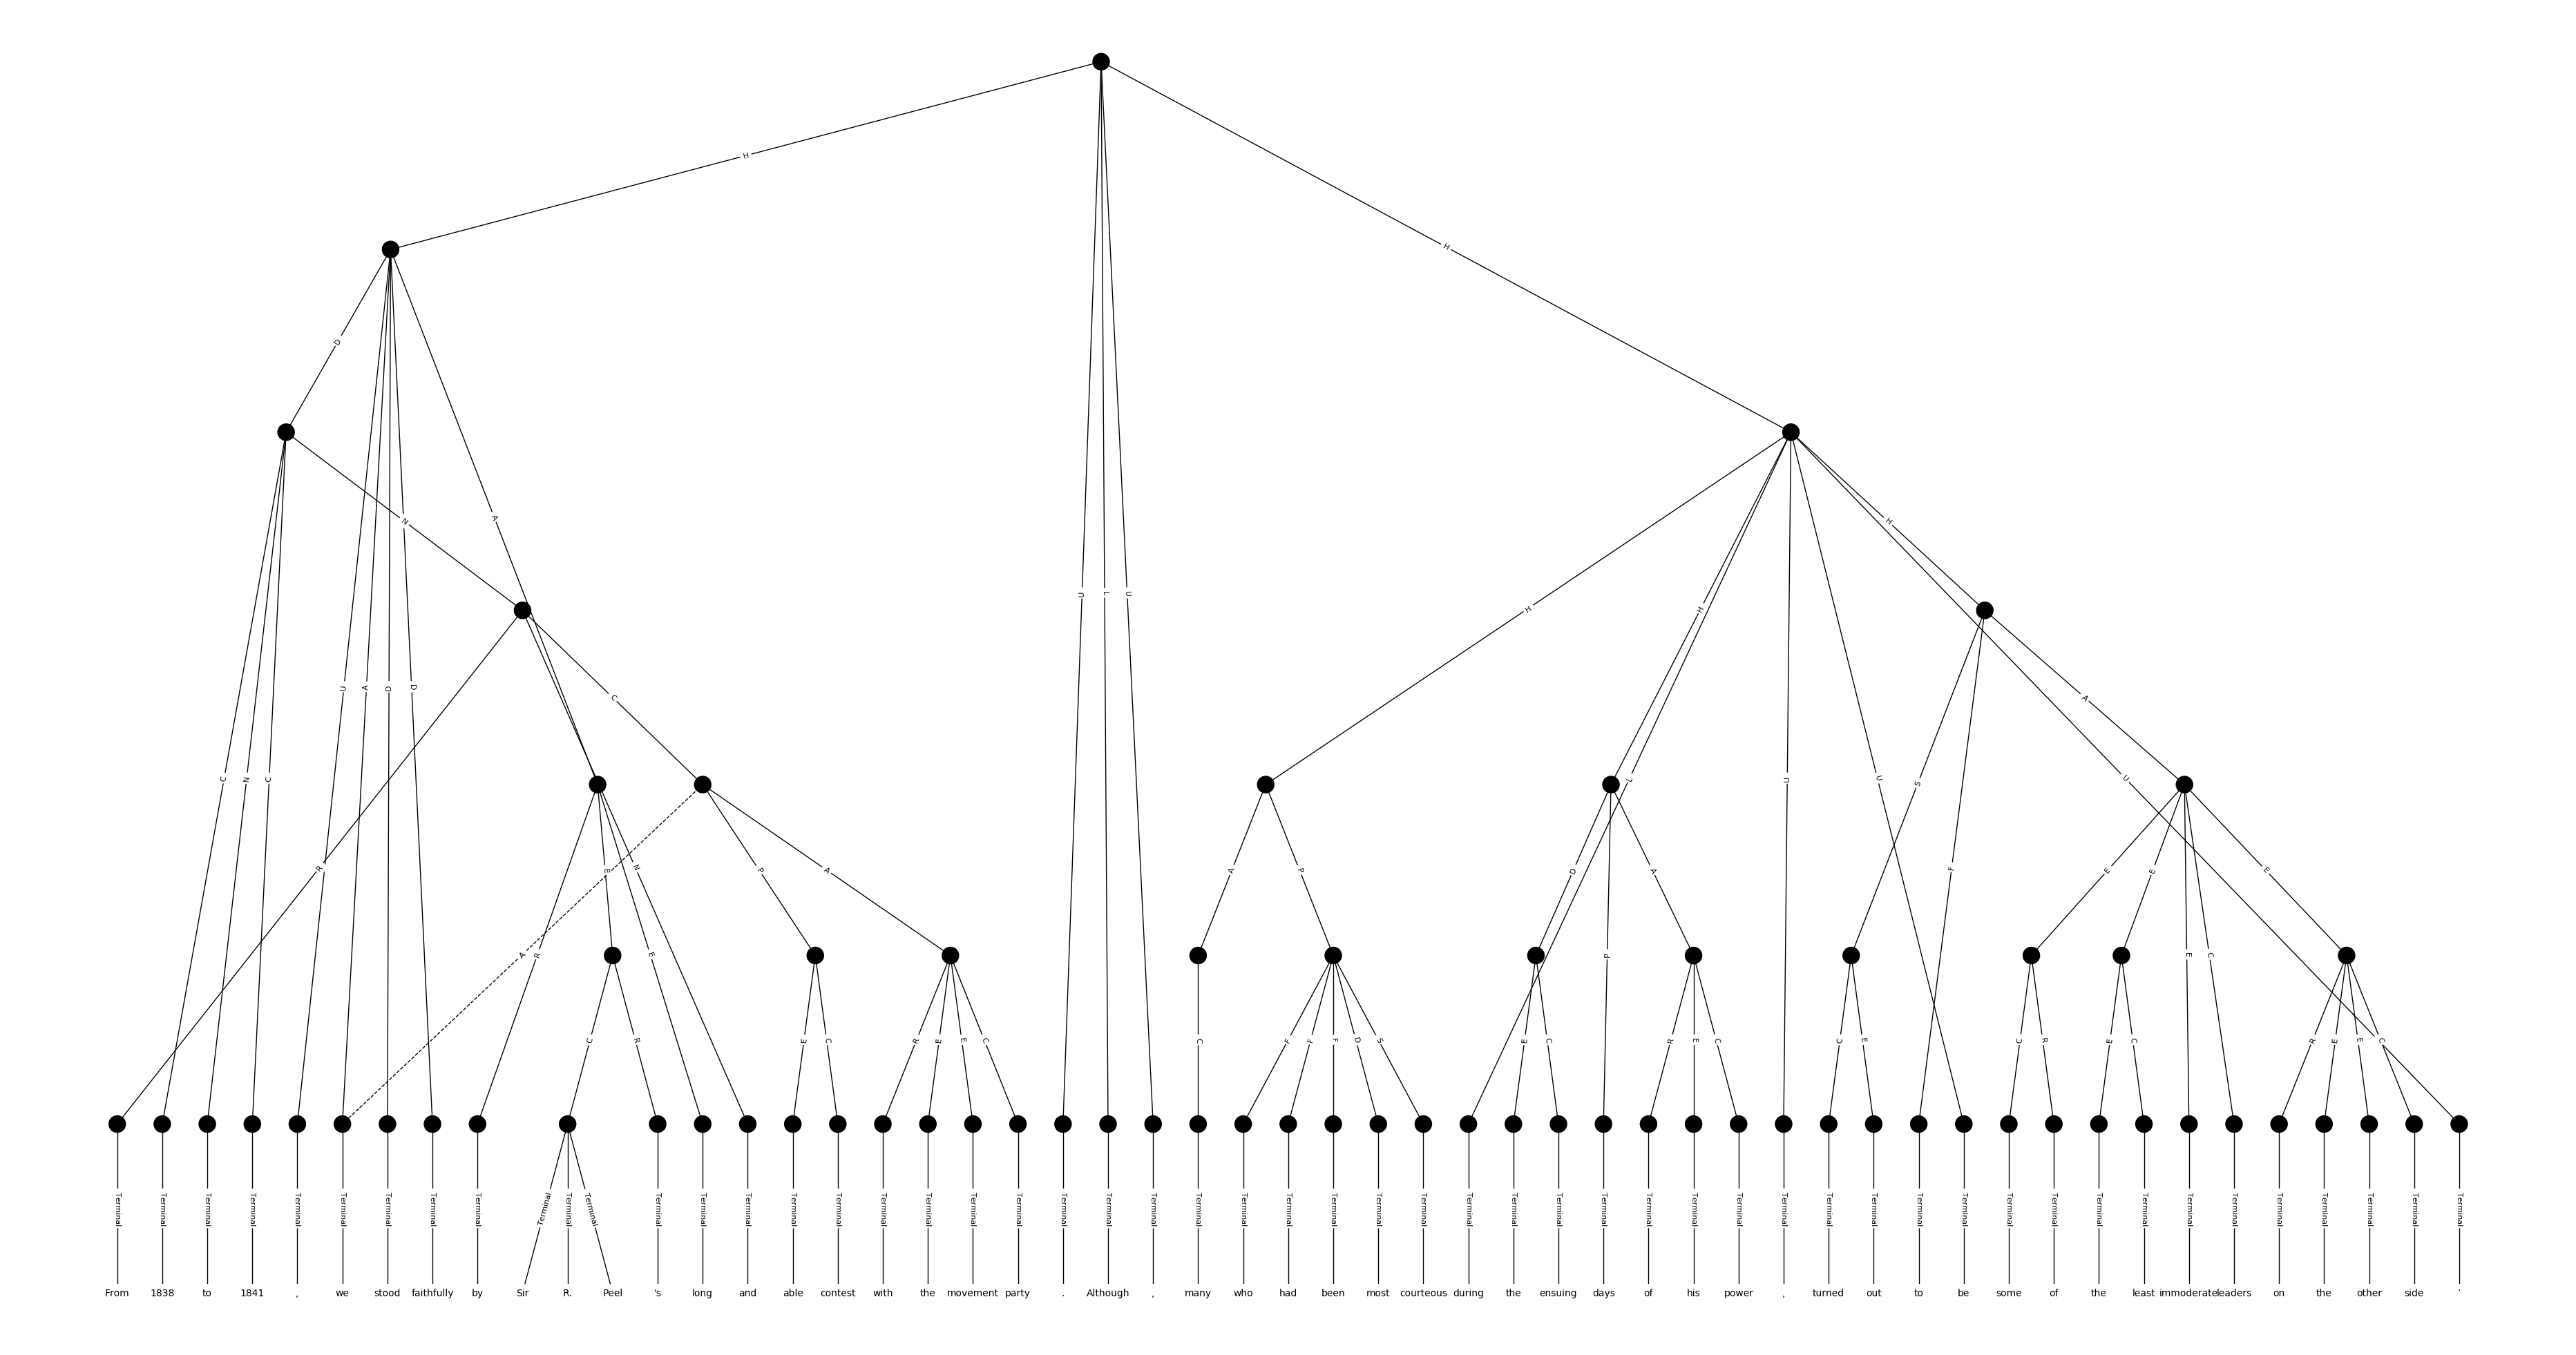 H
H
D
H
N
A
H
H
H
U
L
U
U
A
D
D
C
A
C
N
C
L
U
U
U
S
R
P
A
A
P
D
A
F
E
E
E
E
N
A
R
E
P
E
C
C
R
E
C
R
E
E
C
C
F
F
F
D
S
E
C
R
E
C
C
E
C
R
E
C
R
E
E
C
Terminal Terminal Terminal Terminal Terminal Terminal Terminal Terminal Terminal Terminal Terminal Terminal Terminal Terminal Terminal Terminal Terminal Terminal Terminal Terminal Terminal Terminal Terminal Terminal Terminal Terminal Terminal Terminal Terminal Terminal Terminal Terminal Terminal Terminal Terminal Terminal Terminal Terminal Terminal Terminal Terminal Terminal Terminal Terminal Terminal Terminal Terminal Terminal Terminal Terminal Terminal Terminal Terminal
From 1838 to 1841 , we stood faithfully by Sir R. Peel 's long and able contest with the movement party . Although , many who had been most courteous during the ensuing days of his power , turned out to be some of the least immoderate leaders on the other side .